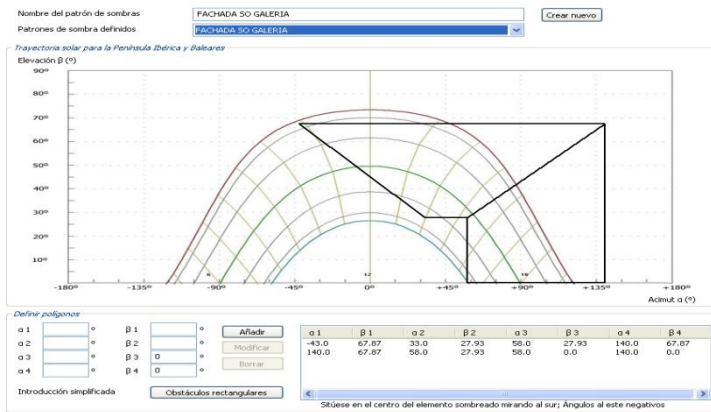 Nombre del patrón de sombras FACHADA SO GALERIA Crear nuevo
Patrones de sombra definidos FACHADA SO GALERIA
Trayectoria solar para la Península Ibérica y Baleares
Elevación β (º)
90º
80º
70º
60º
50º
40º
30º
20º
10º
12
-180º -135º -90º -45º 0º +45º +90º +135º +180º
Acimut α (º)
Definir polígonos
α 1 º β 1 º Añadir
α 2 º β 2 º Modificar
α 3 º β 3 0 º Borrar
α 4 º β 4 0 º
Introducción simplificada Obstáculos rectangulares
α 1 β 1 α 2 β 2 α 3 β 3 α 4 β 4
-43.0 67.87 33.0 27.93 58.0 27.93 140.0 67.87
140.0 67.87 58.0 27.93 58.0 0.0 140.0 0.0
Sitúese en el centro del elemento sombreado mirando al sur; Ángulos al este negativos